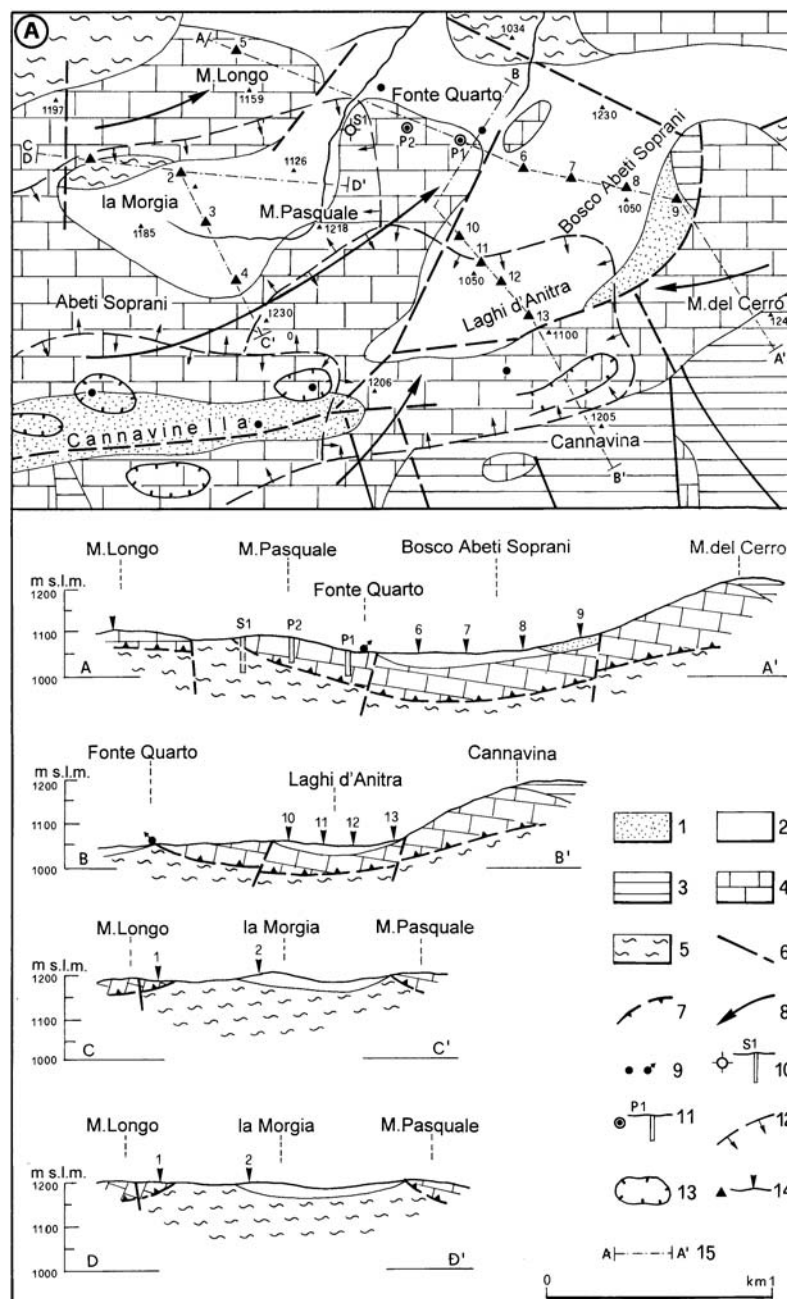 A
A
5
1034
M.Longo
1159
1197
Fonte Quarto
B
S1
P2
P1
1230
C
D
2
1126
D'
6
7
8
1050
9
Bosco Abeti Soprani
la Morgia
3
M.Pasquale
1218
10
1185
11
1050
12
4
Laghi d'Anitra
13
M.del Cerro
Abeti Soprani
1230
C'
0
1100
124
A'
1206
Cannavinella
1205
Cannavina
B'
M.Longo
M.Pasquale
Bosco Abeti Soprani
M.del Cerro
m s.l.m.
Fonte Quarto
1200
1200
S1
P2
P1
6
7
8
9
1100
1100
1000
A
A'
1000
Fonte Quarto
Cannavina
m s.l.m.
Laghi d'Anitra
1200
10
11
12
13
1100
1000
B
B'
1
2
3
4
M.Longo
la Morgia
M.Pasquale
m s.l.m.
1
2
1200
1100
1000
C
C'
5
6
7
8
S1
9
10
P1
11
12
M.Longo
la Morgia
M.Pasquale
m s.l.m.
1
2
1200
1100
1000
D
D'
13
14
A
A'
15
0
km 1